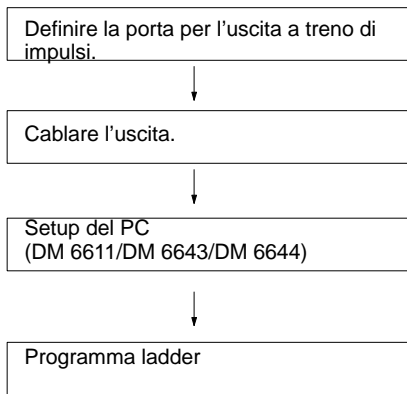 Definire la porta per l'uscita a treno di
impulsi.
Cablare l'uscita.
Setup del PC
(DM 6611/DM 6643/DM 6644)
Programma ladder